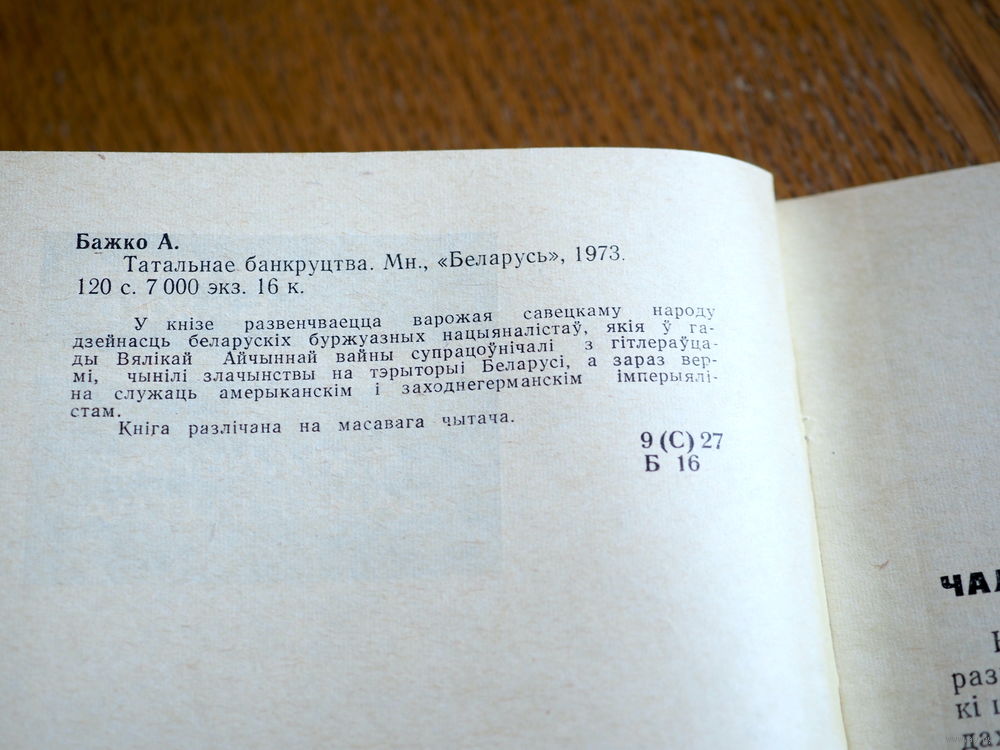 Бажко А.
Татальнае банкруцтва. Мн., «Беларусь», 1973.
120 с. 7 000 экз. 16 к.
У кнізе развенчваецца варожая савецкаму народу
дзейнасць беларускіх буржуазных нацыяналістаў, якія ў га-
ды Вялікай Айчыннай вайны супрацоўнічалі з гітлераўца-
мі, чынілі злачынствы на тэрыторыі Беларусі, а зараз вер-
на служаць амерыканскім і заходнегерманскім імперыялі-
стам.
Кніга разлічана на масавага чытача.
9 (С) 27
Б 16
раз
кі